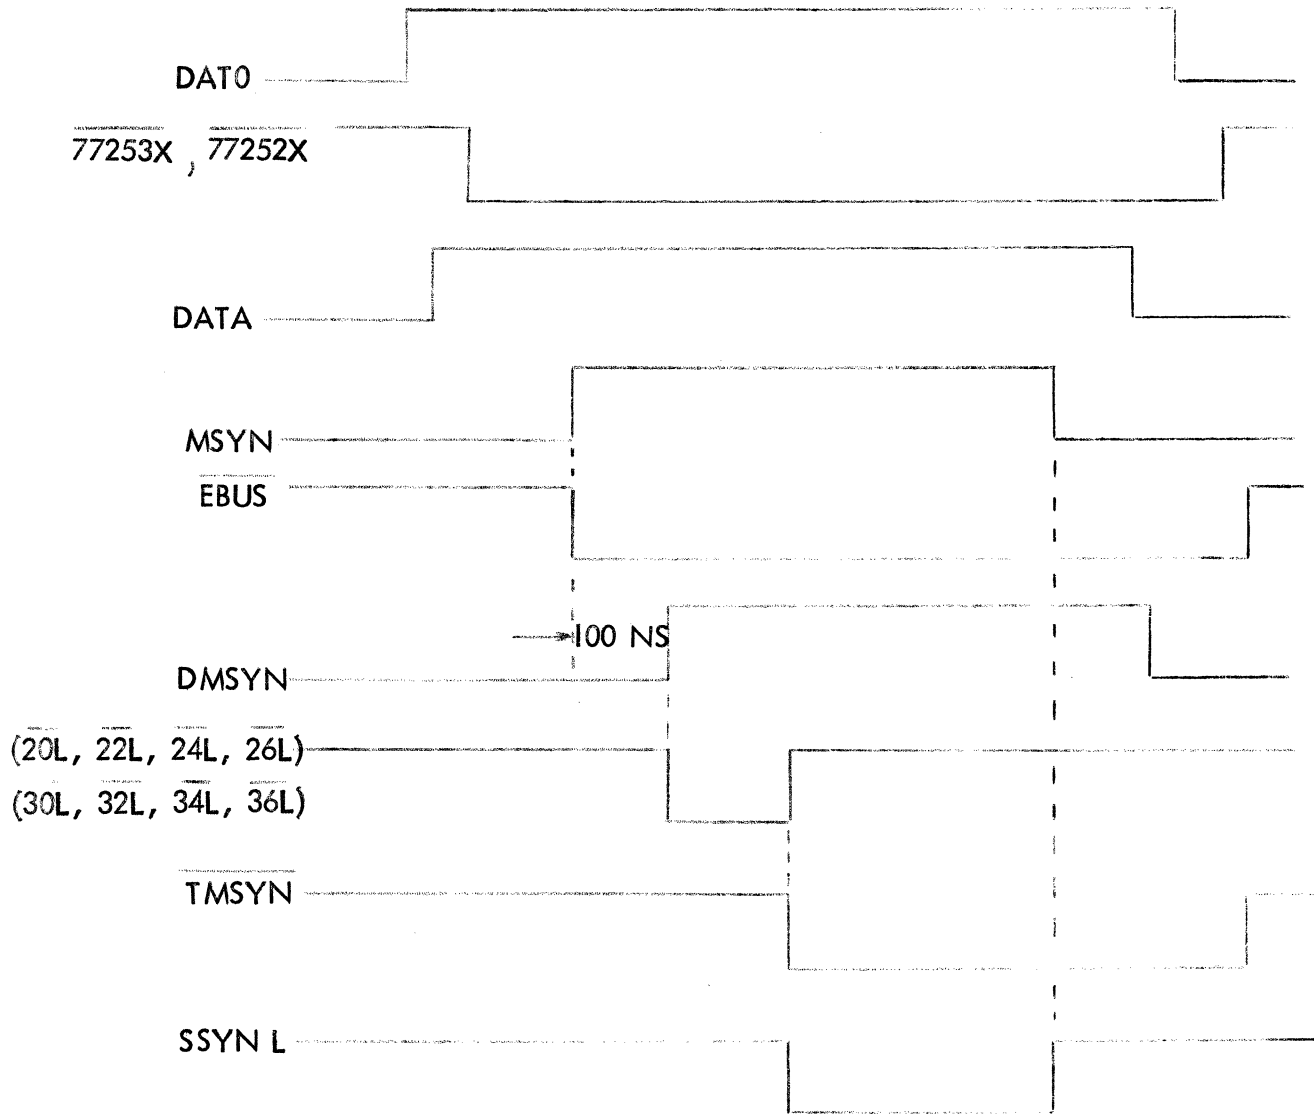 DATO
77253X , 77252X
DATA
MSYN
EBUS
100 NS
DMSYN
(20L, 22L, 24L, 26L)
(30L, 32L, 34L, 36L)
TMSYN
SSYN L